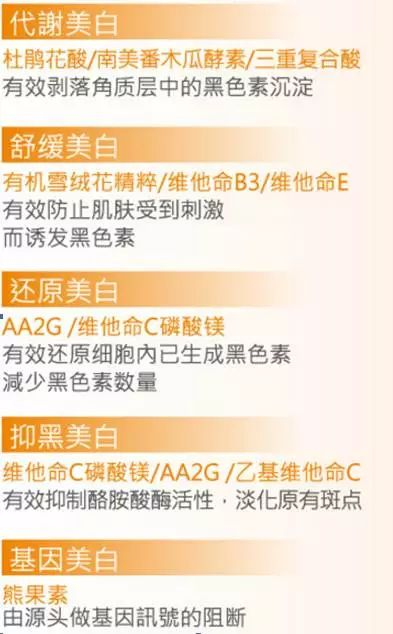 代謝美白
杜鹃花酸/南美番木瓜酵素/三重复合酸
有效剥落角质层中的黑色素沉淀
舒缓美白
有机雪绒花精粹/维他命B3/维他命E
有效防止肌肤受到刺激
而诱发黑色素
还原美白
AA2G /维他命C磷酸镁
有效还原细胞內已生成黑色素
減少黑色素数量
抑黑美白
维他命C磷酸镁/AA2G /乙基维他命C
有效抑制酪胺酸酶活性，淡化原有斑点
基因美白
熊果素
由源头做基因訊號的阻断